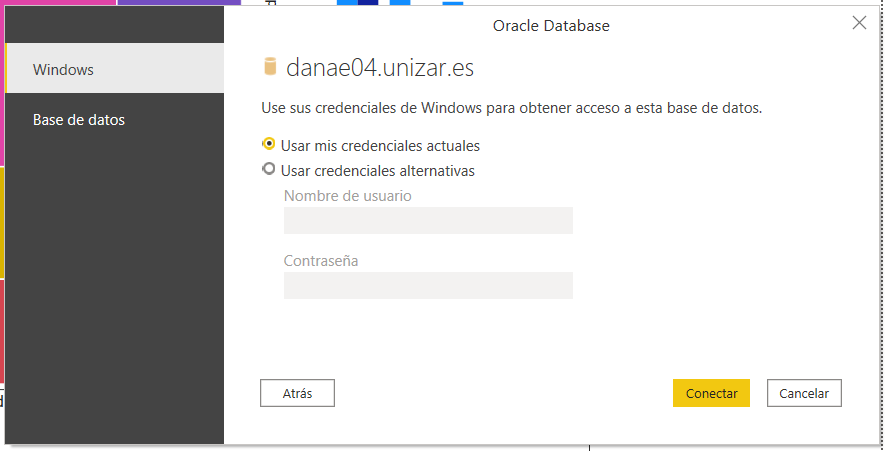 Oracle Database
Windows
Base de datos
danae04.unizar.es
Use sus credenciales de Windows para obtener acceso a esta base de datos.
Usar mis credenciales actuales
Usar credenciales alternativas
Nombre de usuario
Contraseña
Atrás
Conectar
Cancelar